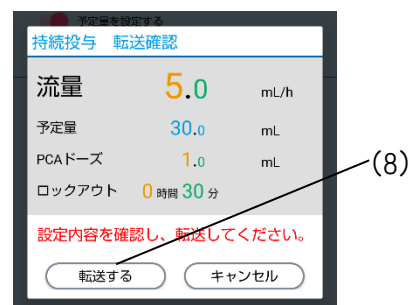 予定量を設定する
持続投与 転送確認
流量 5.0 mL/h
予定量 30.0 mL
PCAドーズ 1.0 mL
ロックアウト 0 時間 30 分
設定内容を確認し、転送してください。
転送する キャンセル
(8)